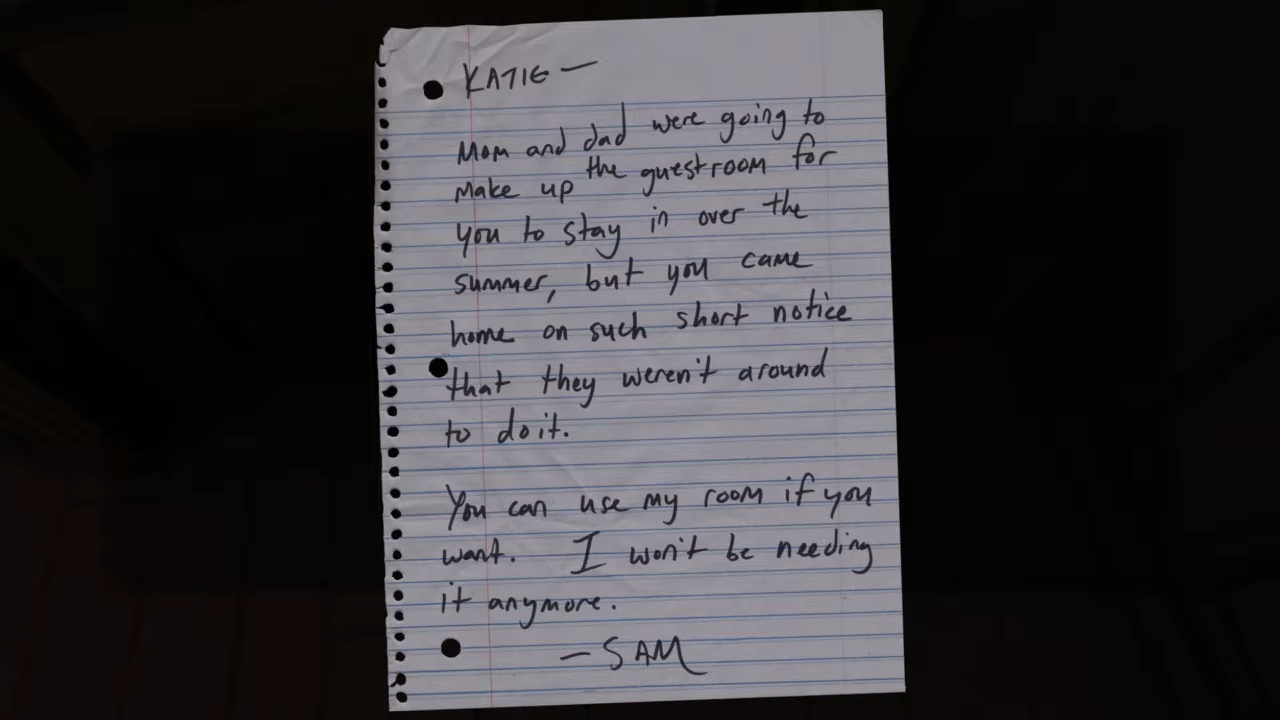 KATIE —
Mom and dad were going to
make up the guestroom for
you to stay in over the
summer, but you came
home on such short notice
that they weren't around
to do it.
You can use my room if you
want. I won't be needing
it anymore.
— SAM